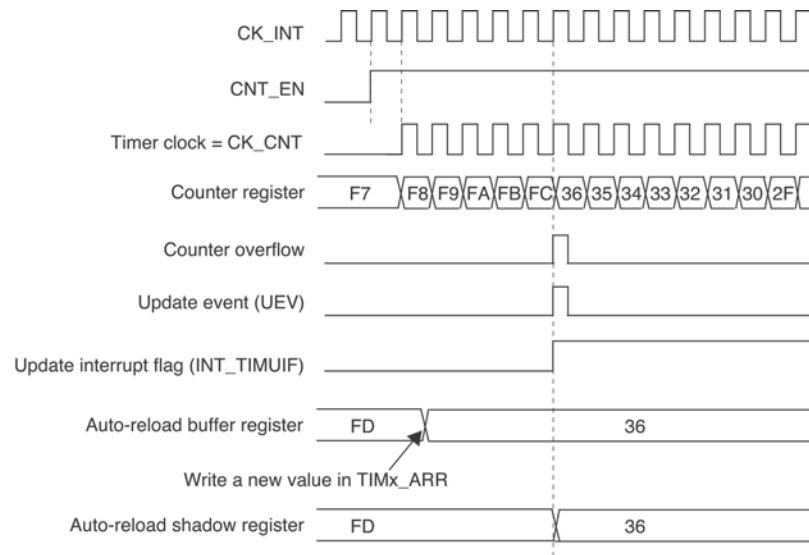 CK_INT
CNT_EN
Timer clock = CK_CNT
Counter register F7 F8 F9 FA FB FC 36 35 34 33 32 31 30 2F
Counter overflow
Update event (UEV)
Update interrupt flag (INT_TIMUIF)
Auto-reload buffer register FD 36
Write a new value in TIMx_ARR
Auto-reload shadow register FD 36